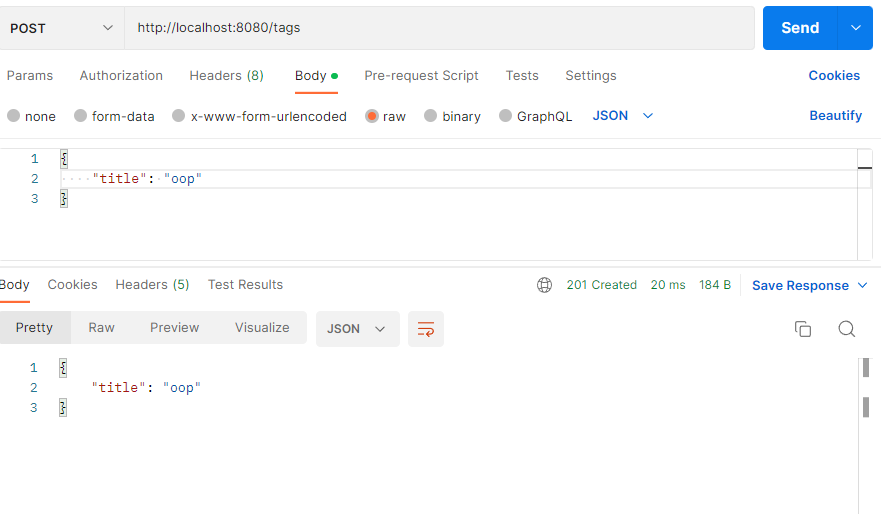 POST http://localhost:8080/tags Send
Params Authorization Headers (8) Body Pre-request Script Tests Settings Cookies
none form-data x-www-form-urlencoded raw binary GraphQL JSON Beautify
1 {
2 "title": "oop"
3 }
Body Cookies Headers (5) Test Results 201 Created 20 ms 184 B Save Response
Pretty Raw Preview Visualize JSON
1 {
2 "title": "oop"
3 }